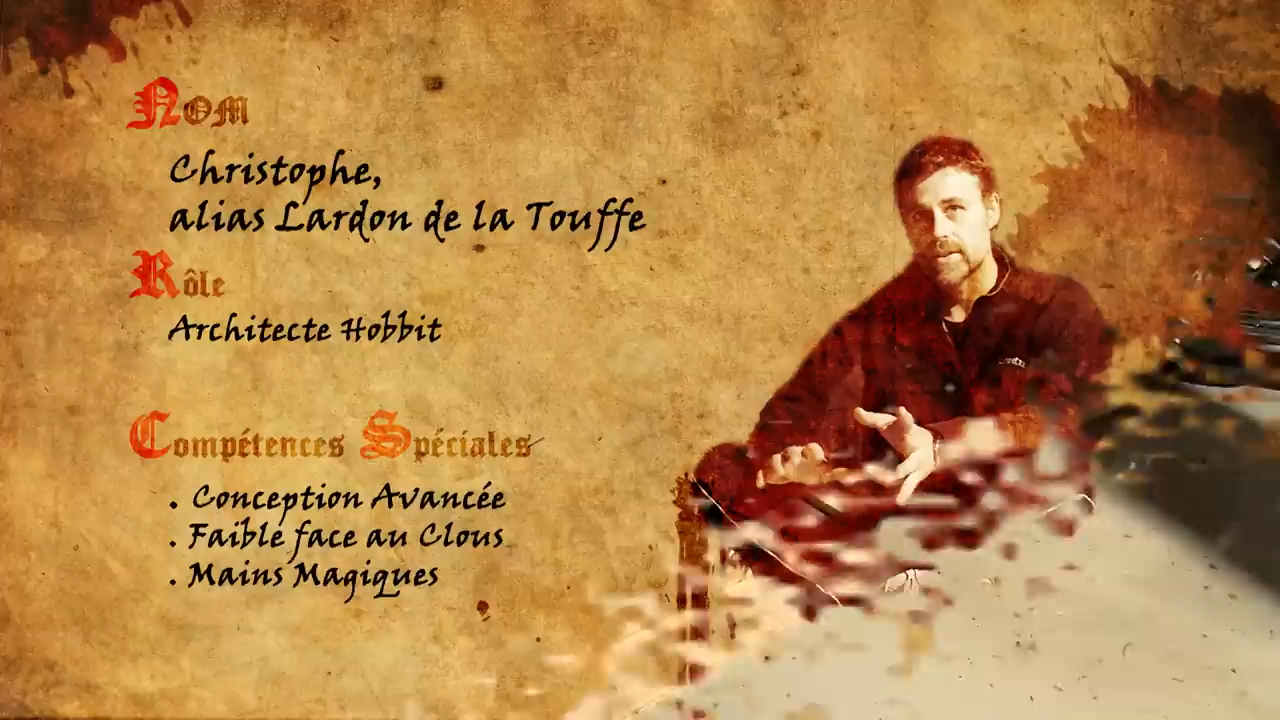 Nom
Christophe,
alias Lardon de la Touffe
Rôle
Architecte Hobbit
Compétences Spéciales
. Conception Avancée
. Faible face au Clous
. Mains Magiques